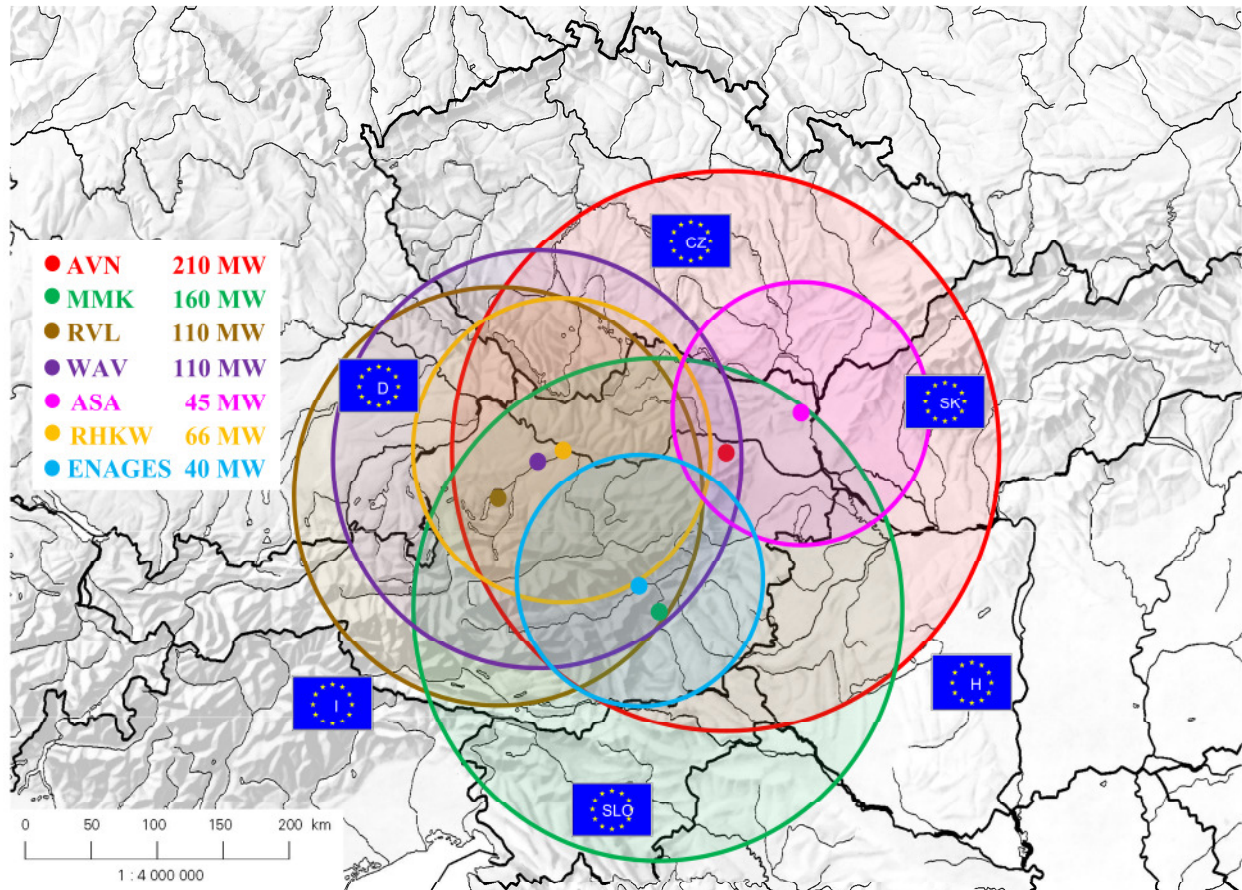 CZ
AVN 210 MW
MMK 160 MW
RVL 110 MW
WAV 110 MW
ASA 45 MW
RHKW 66 MW
ENAGES 40 MW
D
SK
H
I
SLO
0 50 100 150 200 km
1 : 4 000 000